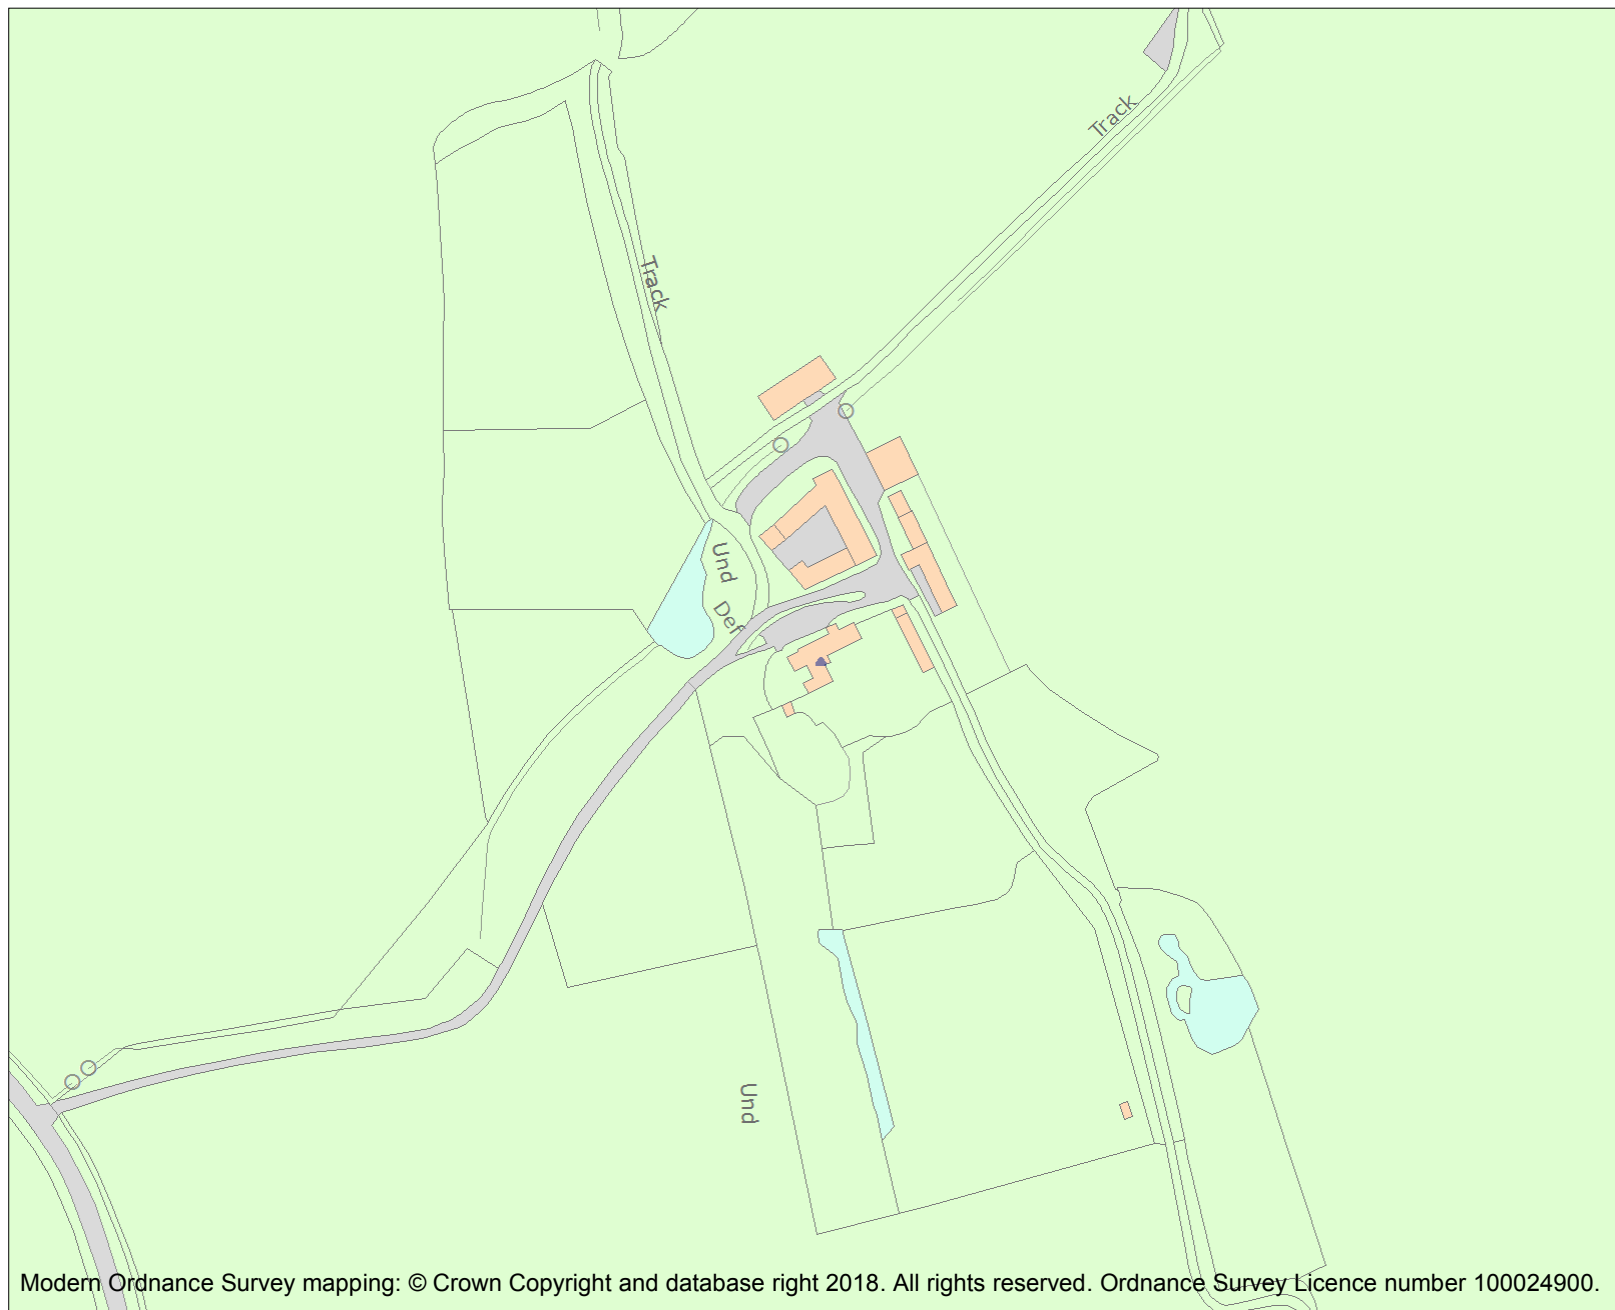 Track
Track
Und
Def
Und
Modern Ordnance Survey mapping: © Crown Copyright and database right 2018. All rights reserved. Ordnance Survey Licence number 100024900.